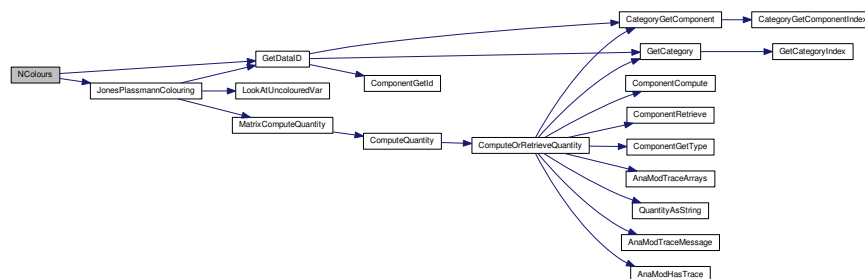 CategoryGetComponent
CategoryGetComponentIndex
GetDataID
GetCategory
GetCategoryIndex
NColours
ComponentGetId
ComponentCompute
JonesPlassmannColouring
LookAtUncolouredVar
ComponentRetrieve
MatrixComputeQuantity
ComputeQuantity
ComputeOrRetrieveQuantity
ComponentGetType
AnaModTraceArrays
QuantityAsString
AnaModTraceMessage
AnaModHasTrace